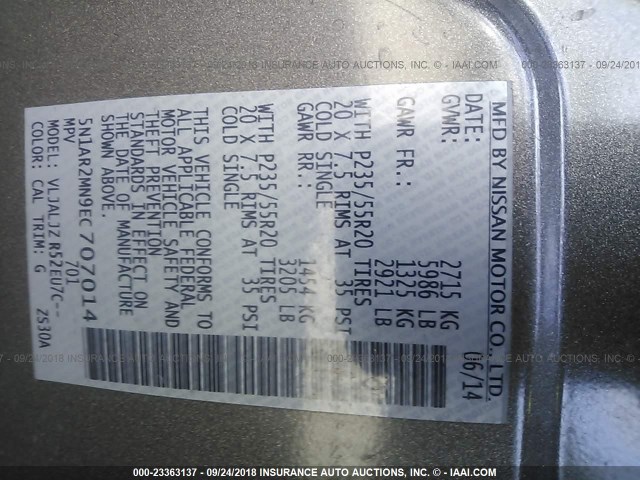 MFD BY NISSAN MOTOR CO., LTD.
DATE: 06/14
GVWR: 2715 KG
5986 LB
GAWR FR.: 1325 KG
2921 LB
WITH P235/55R20 TIRES
20 X 7.5 RIMS AT 35 PSI
COLD SINGLE
GAWR RR.: 1454 KG
3205 LB
WITH P235/55R20 TIRES
20 X 7.5 RIMS AT 35 PSI
COLD SINGLE
THIS VEHICLE CONFORMS TO
ALL APPLICABLE FEDERAL
MOTOR VEHICLE SAFETY AND
THEFT PREVENTION
STANDARDS IN EFFECT ON
THE DATE OF MANUFACTURE
SHOWN ABOVE.
5N1AR2MN9EC707014
MPV 701
MODEL: VLJALJZ R52EU7C--
COLOR: CAL TRIM: G ZS30A
000-23363137 - 09/24/2018 INSURANCE AUTO AUCTIONS, INC. - © - IAAI.COM